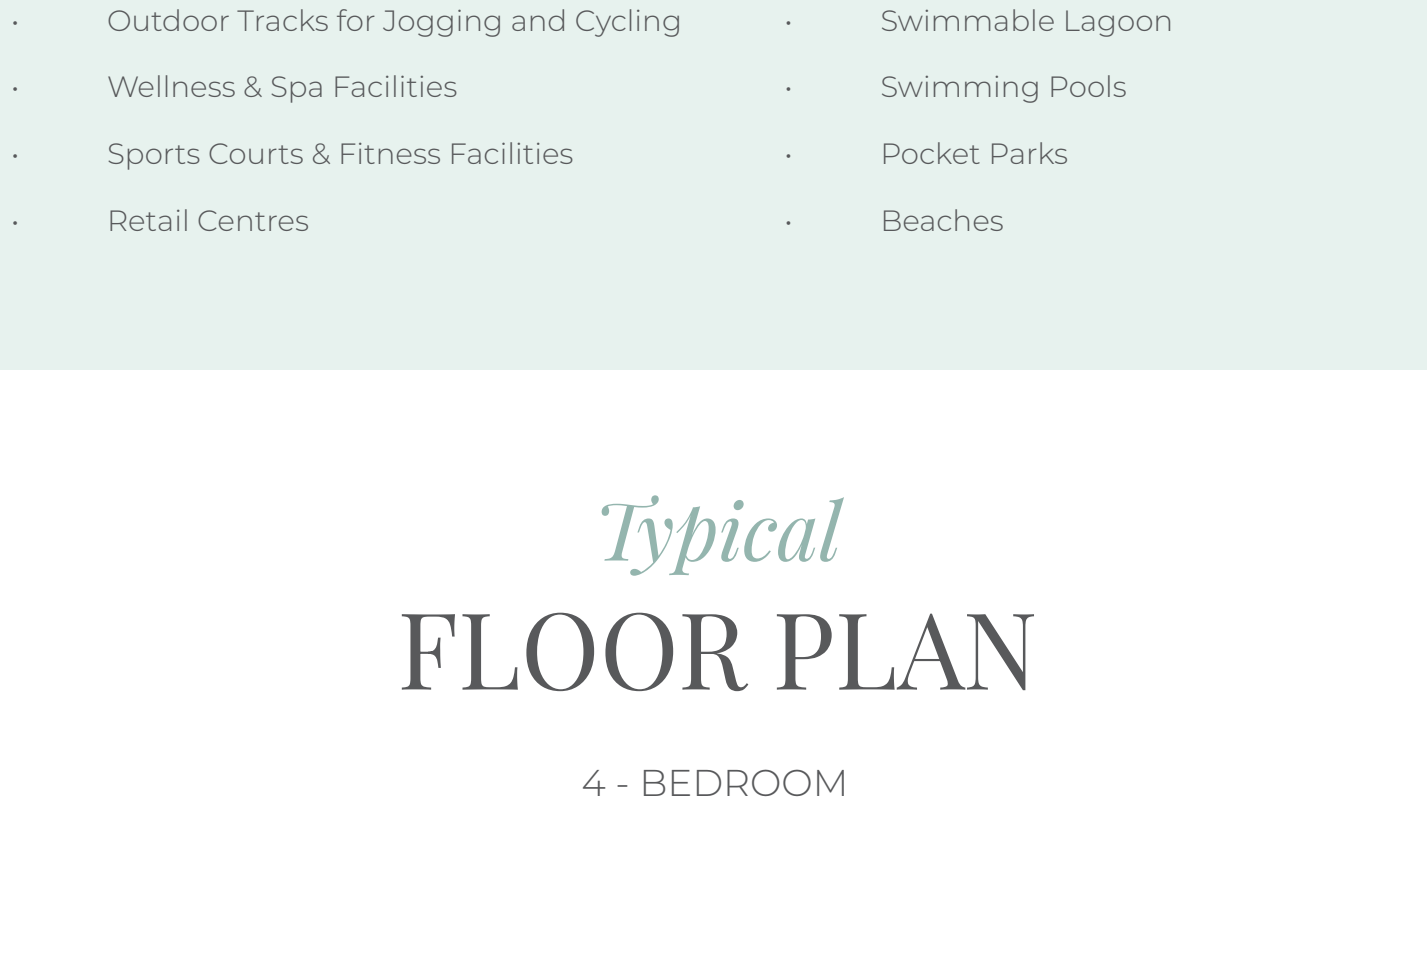 • Outdoor Tracks for Jogging and Cycling
• Wellness & Spa Facilities
• Sports Courts & Fitness Facilities
• Retail Centres
• Swimmable Lagoon
• Swimming Pools
• Pocket Parks
• Beaches
Typical
FLOOR PLAN
4 - BEDROOM